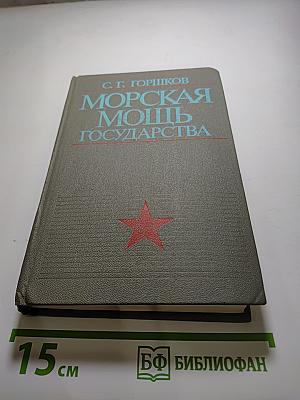 С. Г. ГОРШКОВ
МОРСКАЯ
МОЩЬ
ГОСУДАРСТВА
15 см
БФ БИБЛИОФАН